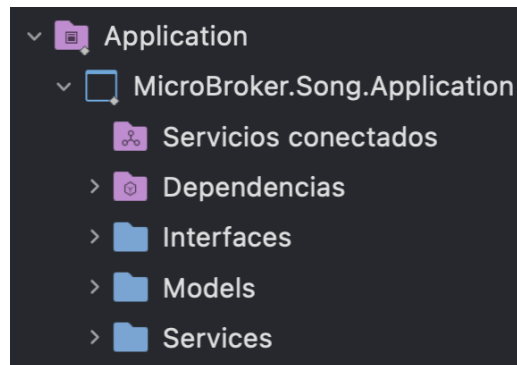 Application
MicroBroker.Song.Application
Servicios conectados
Dependencias
Interfaces
Models
Services